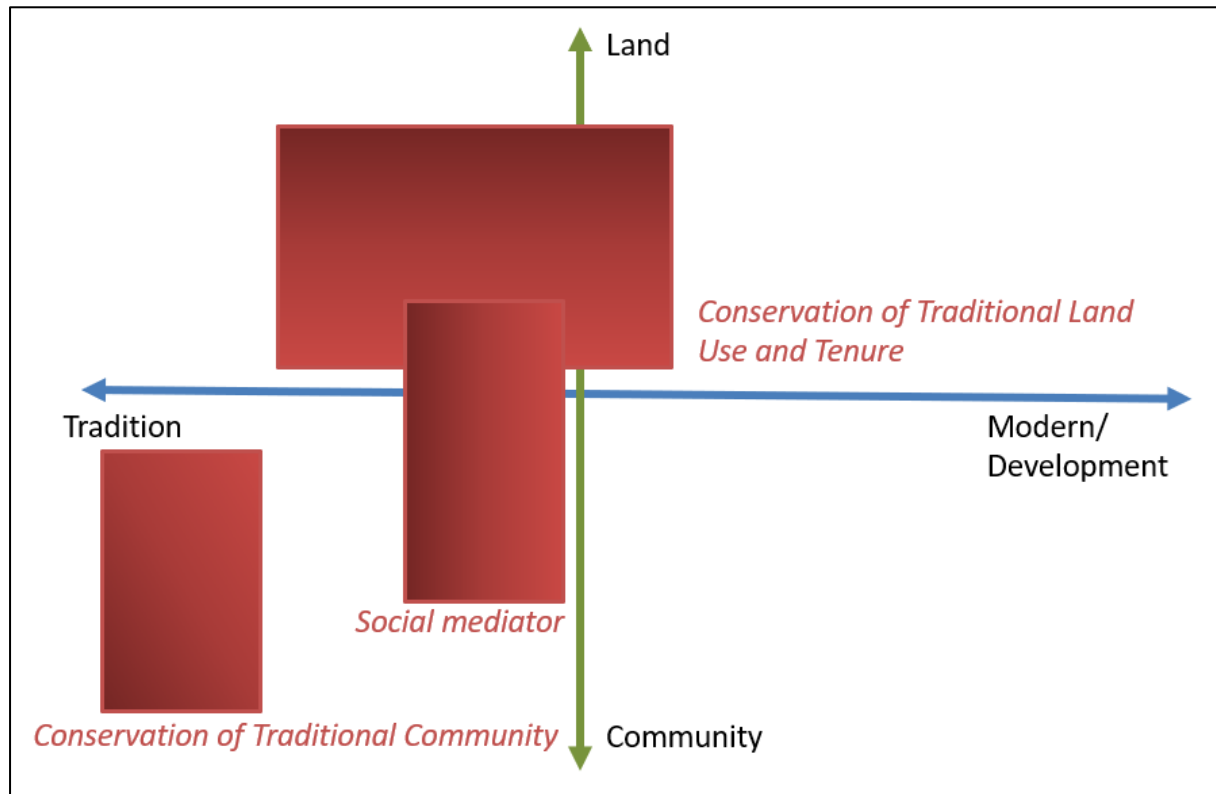 Land
Conservation of Traditional Land
Use and Tenure
Tradition
Modern/
Development
Social mediator
Conservation of Traditional Community
Community